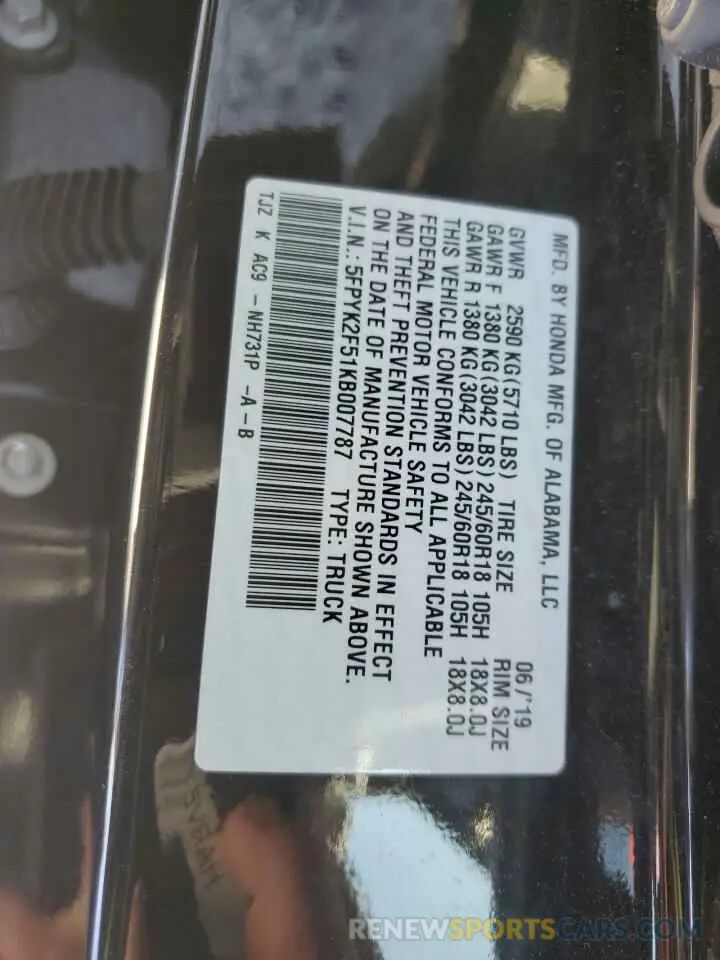 MFD. BY HONDA MFG. OF ALABAMA, LLC
06/'19
GVWR 2590 KG(5710 LBS) TIRE SIZE RIM SIZE
GAWR F 1380 KG(3042 LBS) 245/60R18 105H 18X8.0J
GAWR R 1380 KG(3042 LBS) 245/60R18 105H 18X8.0J
THIS VEHICLE CONFORMS TO ALL APPLICABLE
FEDERAL MOTOR VEHICLE SAFETY
AND THEFT PREVENTION STANDARDS IN EFFECT
ON THE DATE OF MANUFACTURE SHOWN ABOVE.
V.I.N.: 5FPYK2F51KB007787 TYPE: TRUCK
TJZ K AC9 -NH731P -A-B
RENEWSPORTSCARS.COM